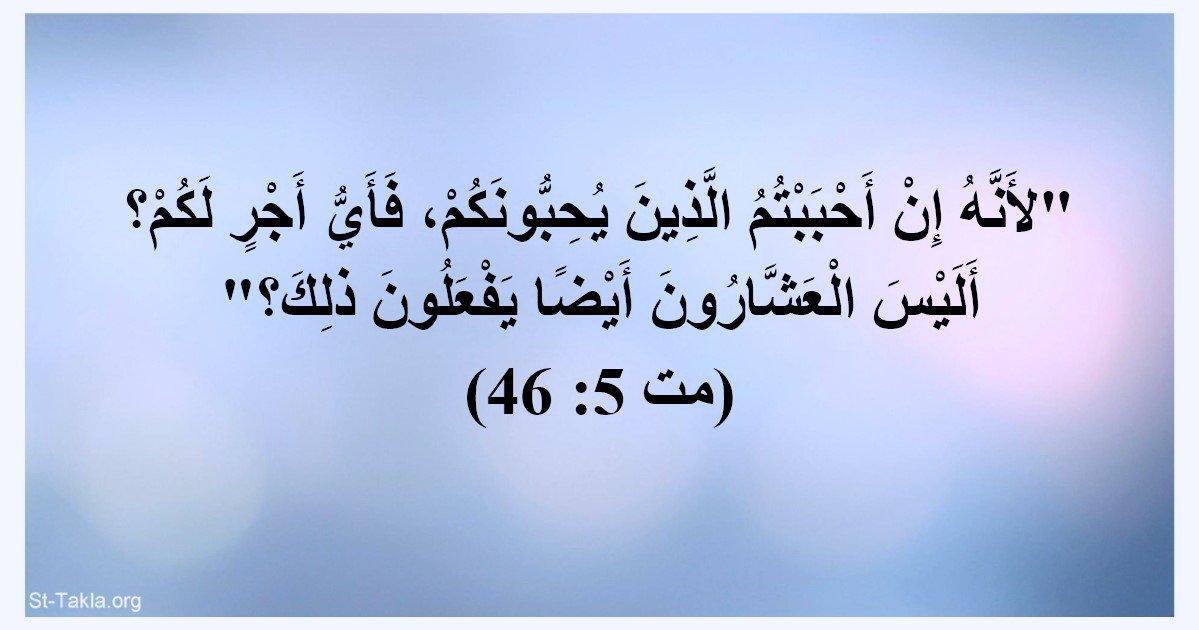 "لأَنَّهُ إِنْ أَحْبَبْتُمُ الَّذِينَ يُحِبُّونَكُمْ، فَأَيُّ أَجْرٍ لَكُمْ؟
أَلَيْسَ الْعَشَّارُونَ أَيْضًا يَفْعَلُونَ ذلِكَ؟"
(مت 5: 46)
St-Takla.org